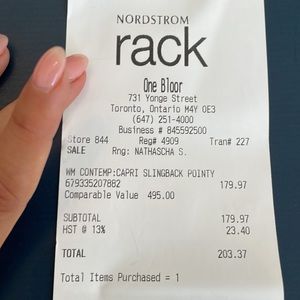 NORDSTROM
rack
One Bloor
731 Yonge Street
Toronto, Ontario M4Y 0E3
(647) 251-4000
Business # 845592500
Store 844 Reg# 4909 Tran# 227
SALE Rng: NATHASCHA S.
WM CONTEMP:CAPRI SLINGBACK POINTY
679335207882 179.97
Comparable Value 495.00
SUBTOTAL 179.97
HST @ 13% 23.40
TOTAL 203.37
Total Items Purchased = 1